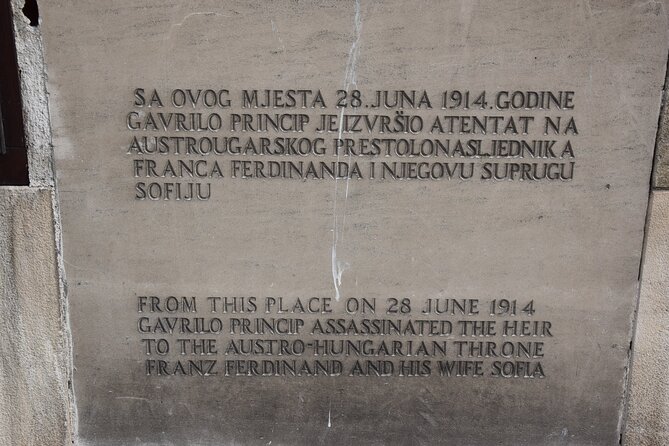 SA OVOG MJESTA 28.JUNA 1914.GODINE
GAVRILO PRINCIP JE IZVRŠIO ATENTAT NA
AUSTROUGARSKOG PRESTOLONASLJEDNIKA
FRANCA FERDINANDA I NJEGOVU SUPRUGU
SOFIJU
FROM THIS PLACE ON 28 JUNE 1914
GAVRILO PRINCIP ASSASSINATED THE HEIR
TO THE AUSTRO-HUNGARIAN THRONE
FRANZ FERDINAND AND HIS WIFE SOFIA